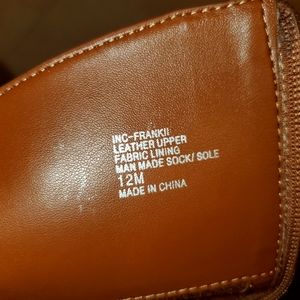 INC-FRANKII
LEATHER UPPER
FABRIC LINING
MAN MADE SOCK/ SOLE
12M
MADE IN CHINA